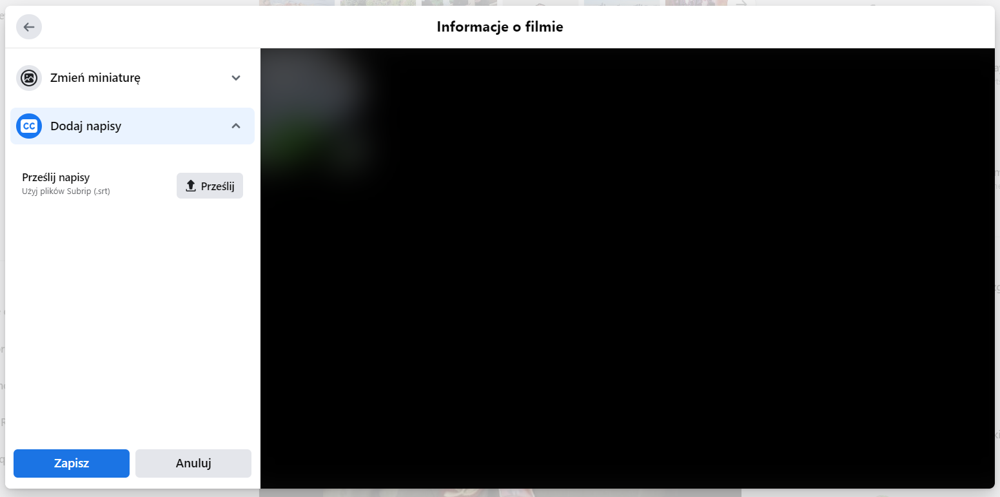 Informacje o filmie
Zmień miniaturę
CC Dodaj napisy
Prześlij napisy
Użyj plików Subrip (.srt)
Prześlij
Zapisz
Anuluj